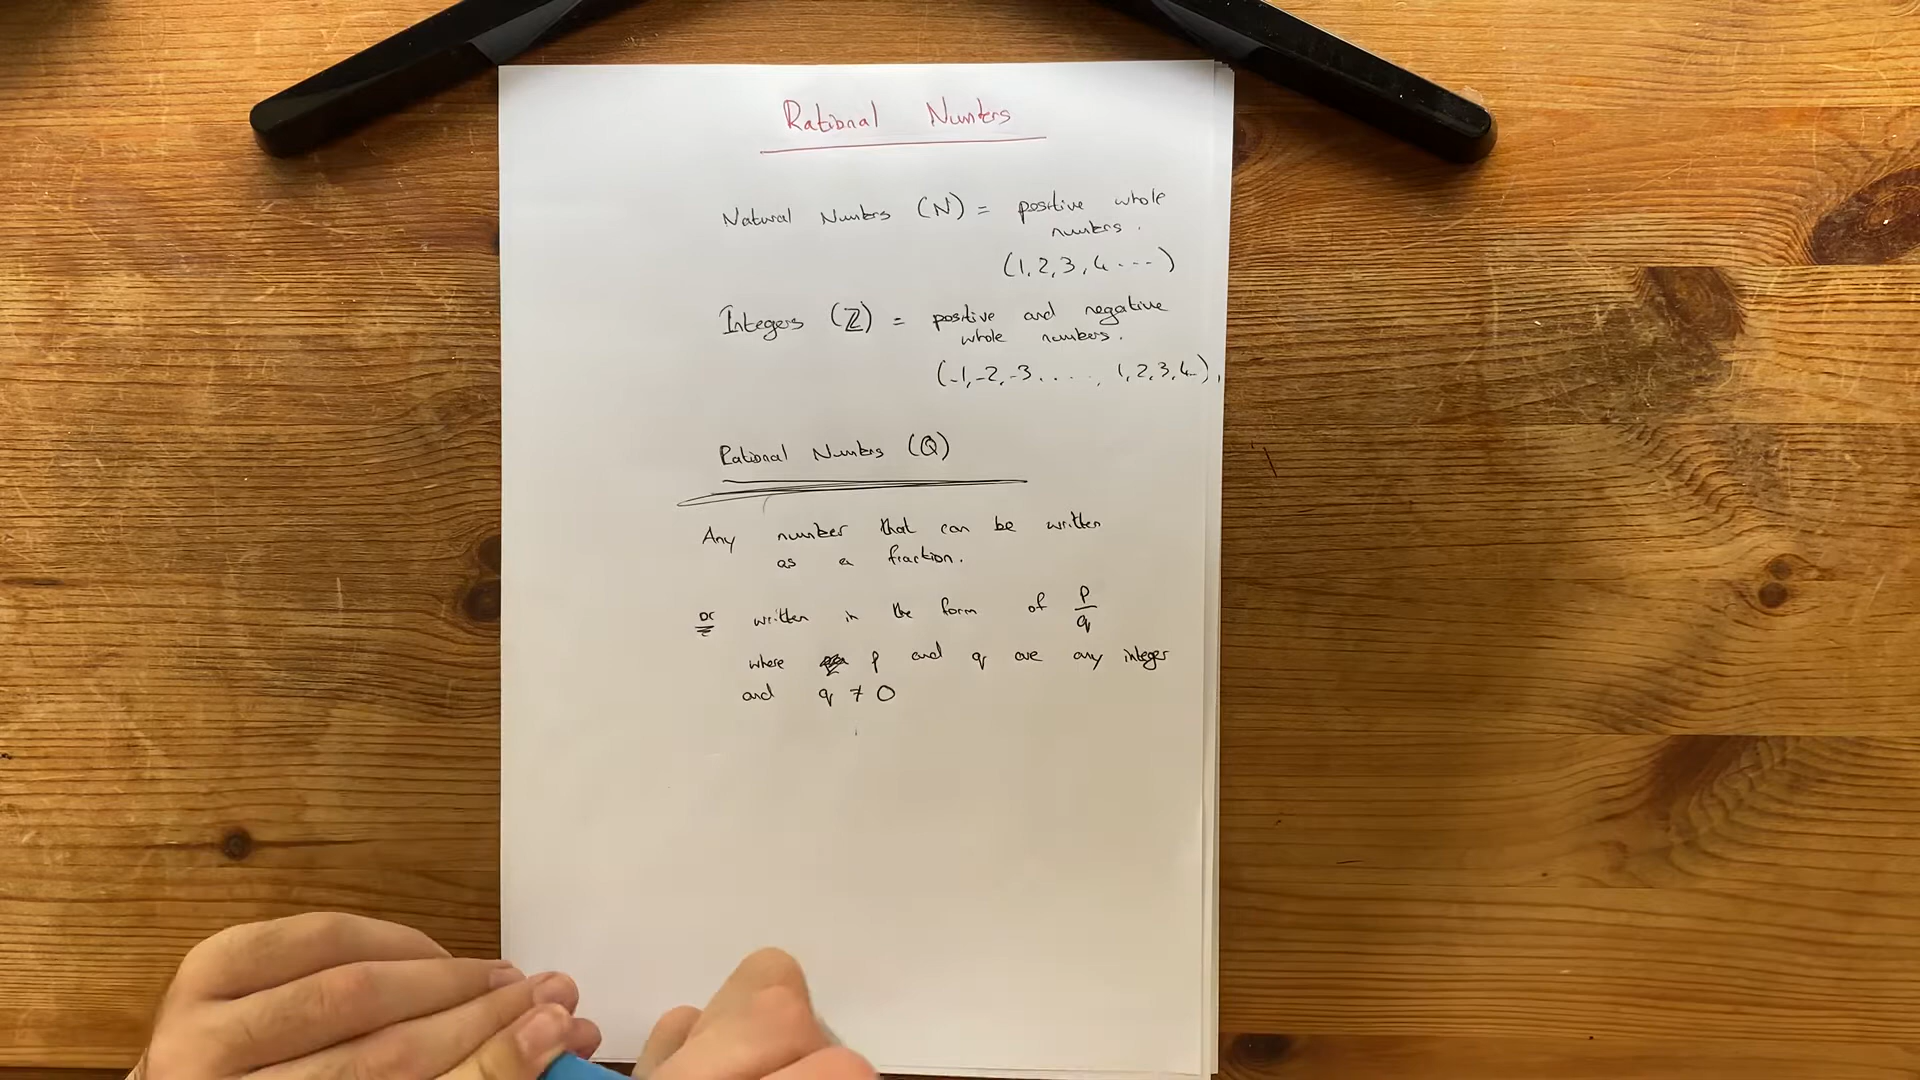 Rational Numbers
Natural Numbers (N) = positive whole
numbers.
(1,2,3,4....)
Integers (ℤ) = positive and negative
whole numbers.
(-1,-2,-3....., 1,2,3,4..),
Rational Numbers (Q)
Any number that can be written
as a fraction.
or written in the form of p/q
where p and q are any integer
and q ≠ 0